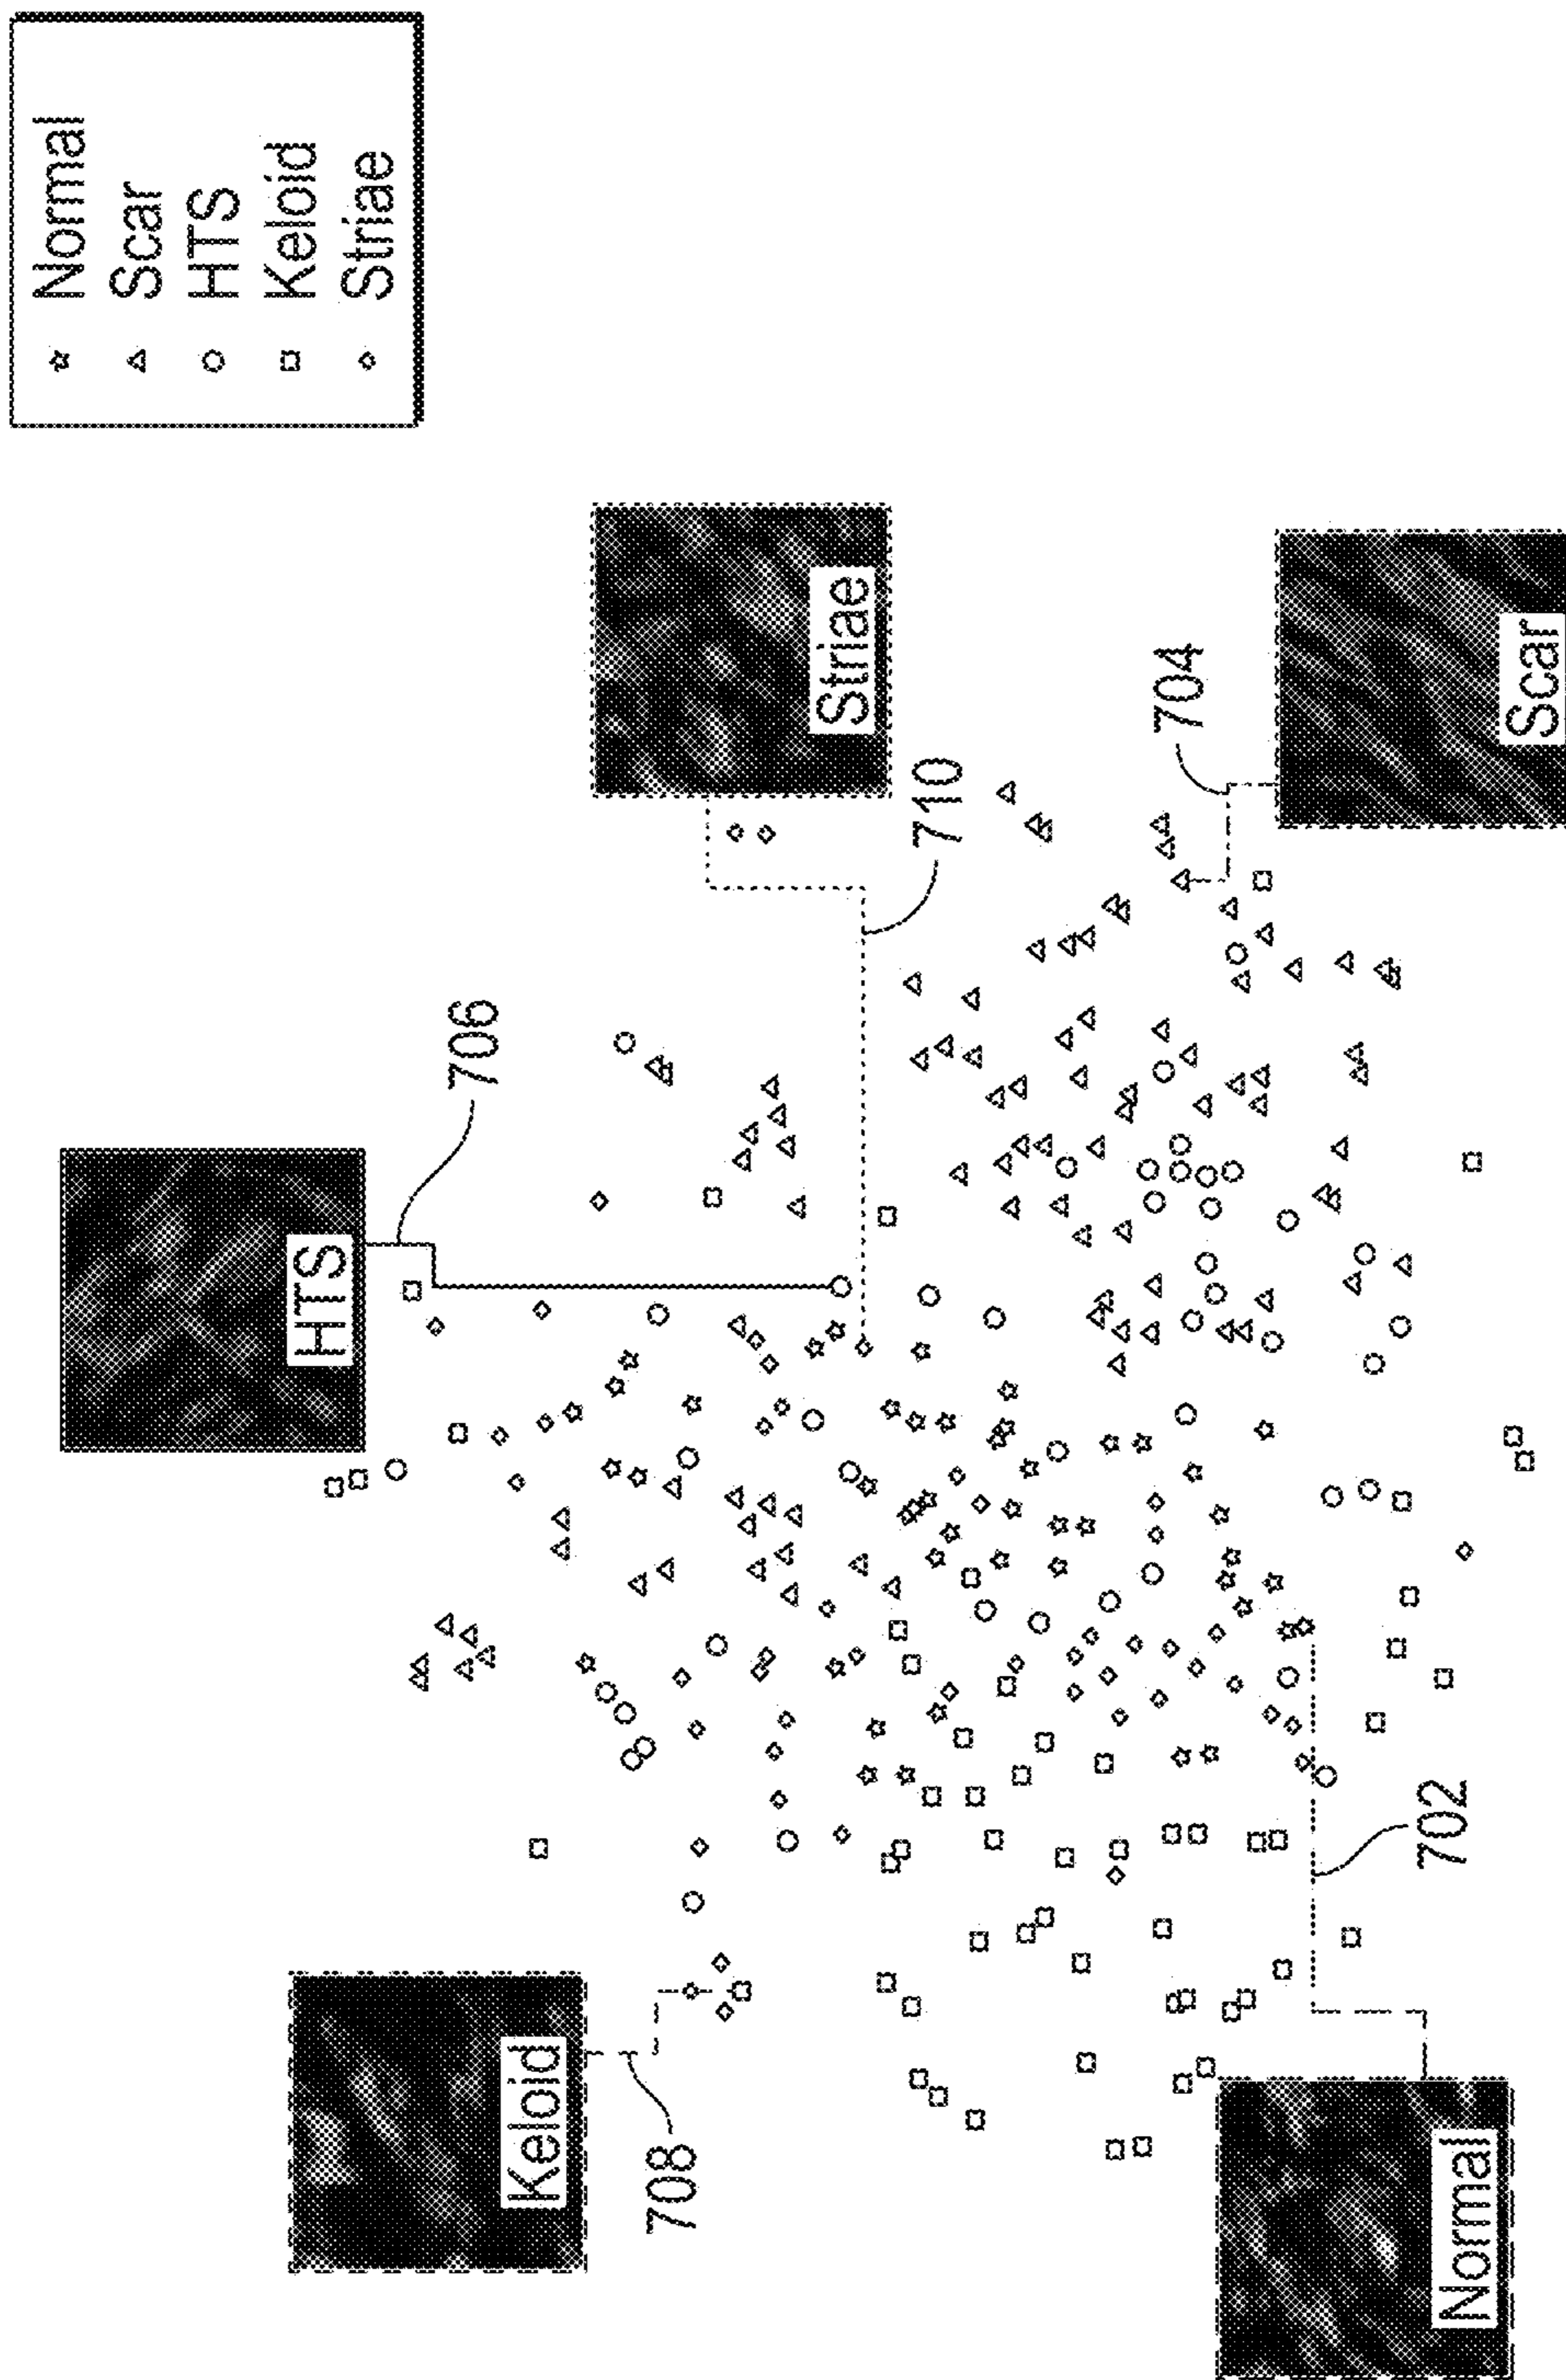 Normal
Scar
HTS
Keloid
Striae
HTS
706
Keloid
708
Striae
710
704
702
Normal
Scar